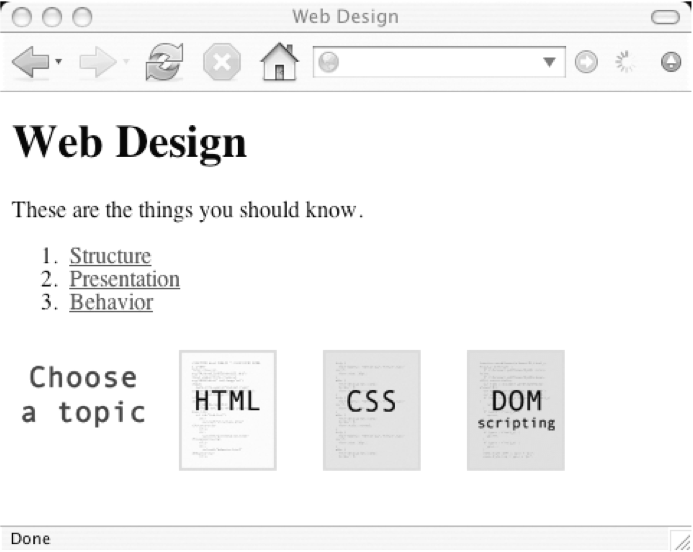 Web Design
Web Design
These are the things you should know.
1. Structure
2. Presentation
3. Behavior
Choose
a topic
HTML
CSS
DOM
scripting
Done